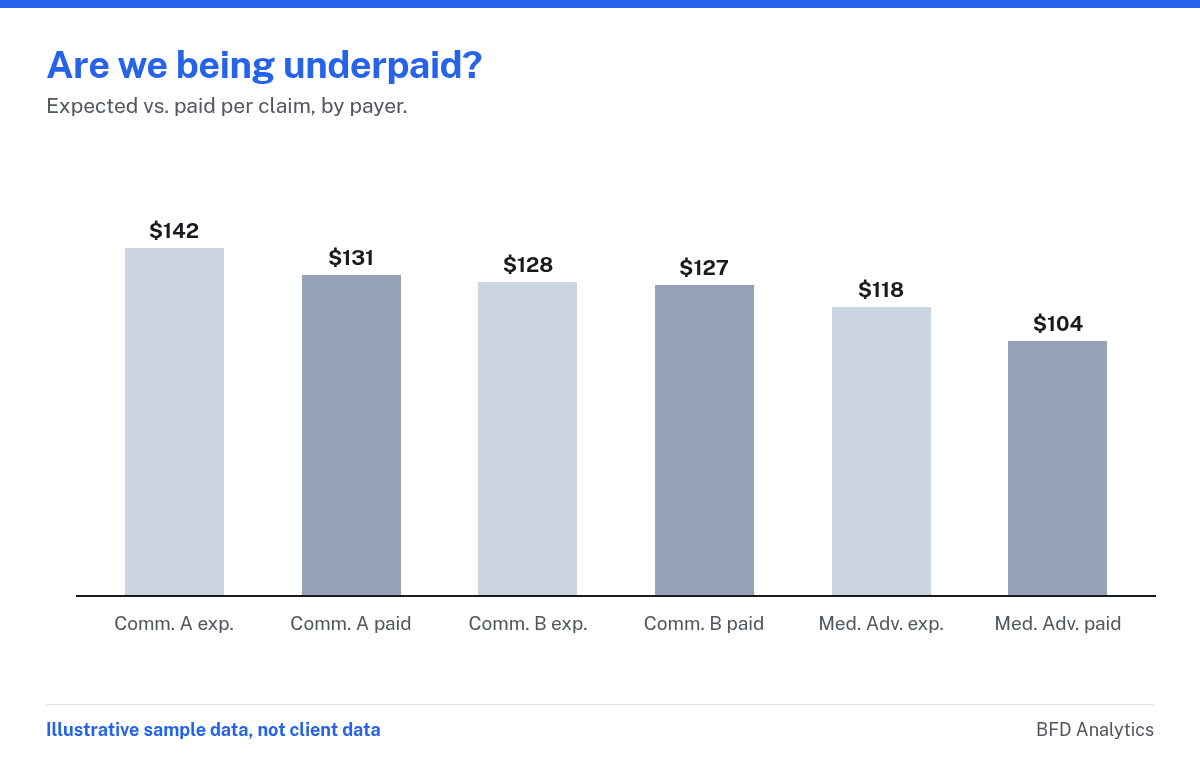 Are we being underpaid?
Expected vs. paid per claim, by payer.
$142
$131
$128
$127
$118
$104
Comm. A exp.
Comm. A paid
Comm. B exp.
Comm. B paid
Med. Adv. exp.
Med. Adv. paid
Illustrative sample data, not client data
BFD Analytics